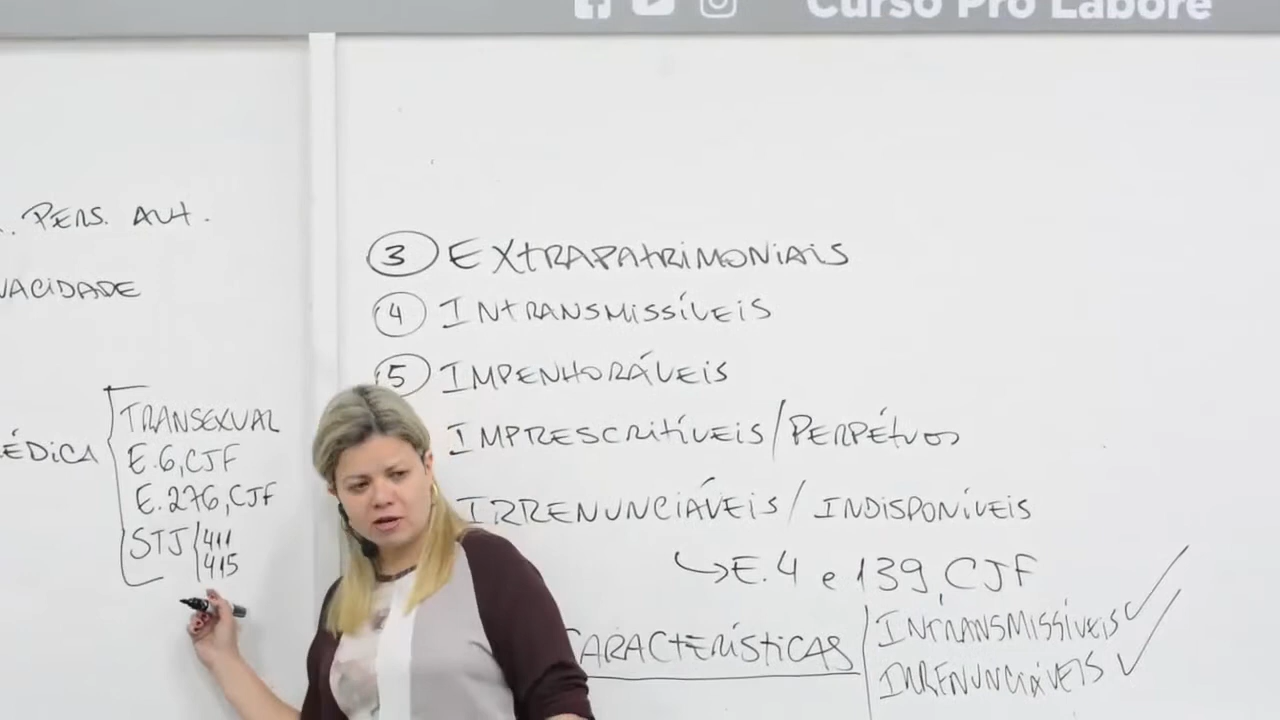 Curso Pro Labore
PERS. AUT.
VACIDADE
ÉDICA
TRANSEXUAL
E.6, CJF
E.276, CJF
STJ 411
415
3 EXTRAPATRIMONIAIS
4 INTRANSMISSÍVEIS
5 IMPENHORÁVEIS
IMPRESCRITÍVEIS/PERPÉTUOS
IRRENUNCIÁVEIS/INDISPONÍVEIS
E.4 e 139, CJF
CARACTERÍSTICAS
INTRANSMISSÍVEIS
IRRENUNCIÁVEIS